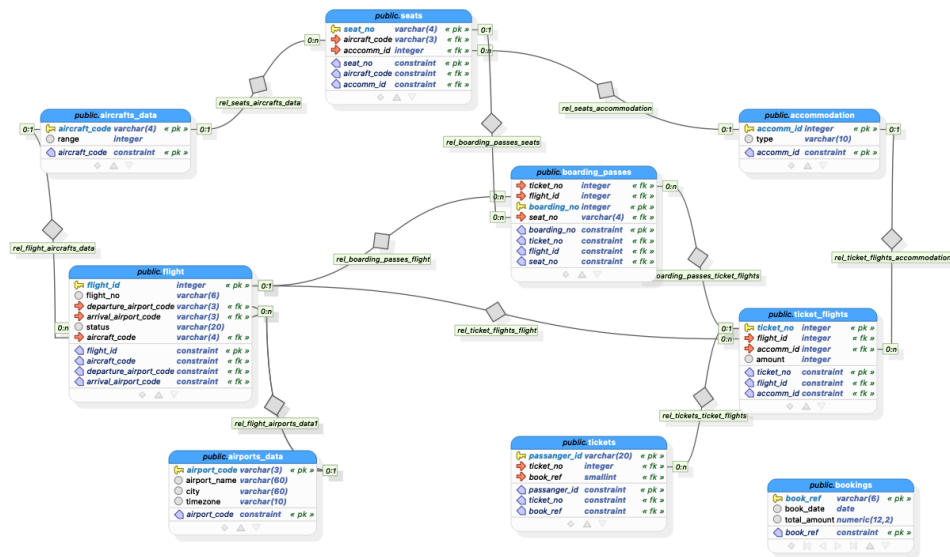 public.seats
seat_no varchar(4) « pk »
aircraft_code varchar(3) « fk »
acccomm_id integer « fk »
seat_no constraint « pk »
aircraft_code constraint « fk »
accomm_id constraint « fk »
0:n
0:1
0:n
rel_seats_aircrafts_data
rel_seats_accommodation
rel_boarding_passes_seats
public.aircrafts_data
aircraft_code varchar(4) « pk »
range integer
aircraft_code constraint « pk »
0:1
0:1
public.accommodation
accomm_id integer « pk »
type varchar(10)
accomm_id constraint « pk »
0:1
0:1
public.boarding_passes
ticket_no integer « fk »
flight_id integer « fk »
boarding_no integer « pk »
seat_no varchar(4) « fk »
boarding_no constraint « pk »
ticket_no constraint « fk »
flight_id constraint « fk »
seat_no constraint « fk »
0:n
0:n
0:n
rel_flight_aircrafts_data
rel_boarding_passes_flight
oarding_passes_ticket_flights
rel_ticket_flights_accommodation
public.flight
flight_id integer « pk »
flight_no varchar(6)
departure_airport_code varchar(3) « fk »
arrival_airport_code varchar(3) « fk »
status varchar(20)
aircraft_code varchar(4) « fk »
flight_id constraint « pk »
aircraft_code constraint « fk »
departure_airport_code constraint « fk »
arrival_airport_code constraint « fk »
0:1
0:n
0:n
rel_ticket_flights_flight
public.ticket_flights
ticket_no integer « pk »
flight_id integer « fk »
accomm_id integer « fk »
amount integer
ticket_no constraint « pk »
flight_id constraint « fk »
accomm_id constraint « fk »
0:1
0:n
0:n
rel_flight_airports_data1
rel_tickets_ticket_flights
public.airports_data
airport_code varchar(3) « pk »
airport_name varchar(60)
city varchar(60)
timezone varchar(10)
airport_code constraint « pk »
0:1
public.tickets
passanger_id varchar(20) « pk »
ticket_no integer « fk »
book_ref smallint « fk »
passanger_id constraint « pk »
ticket_no constraint « fk »
book_ref constraint « fk »
0:n
public.bookings
book_ref varchar(6) « pk »
book_date date
total_amount numeric(12,2)
book_ref constraint « pk »